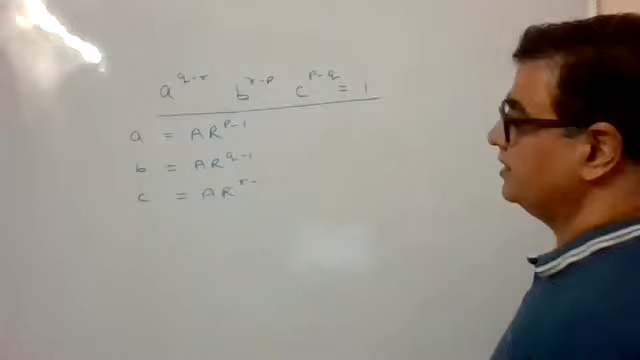 a^{q-r} b^{r-p} c^{p-q} = 1
a = AR^{p-1}
b = AR^{q-1}
c = AR^{r-}